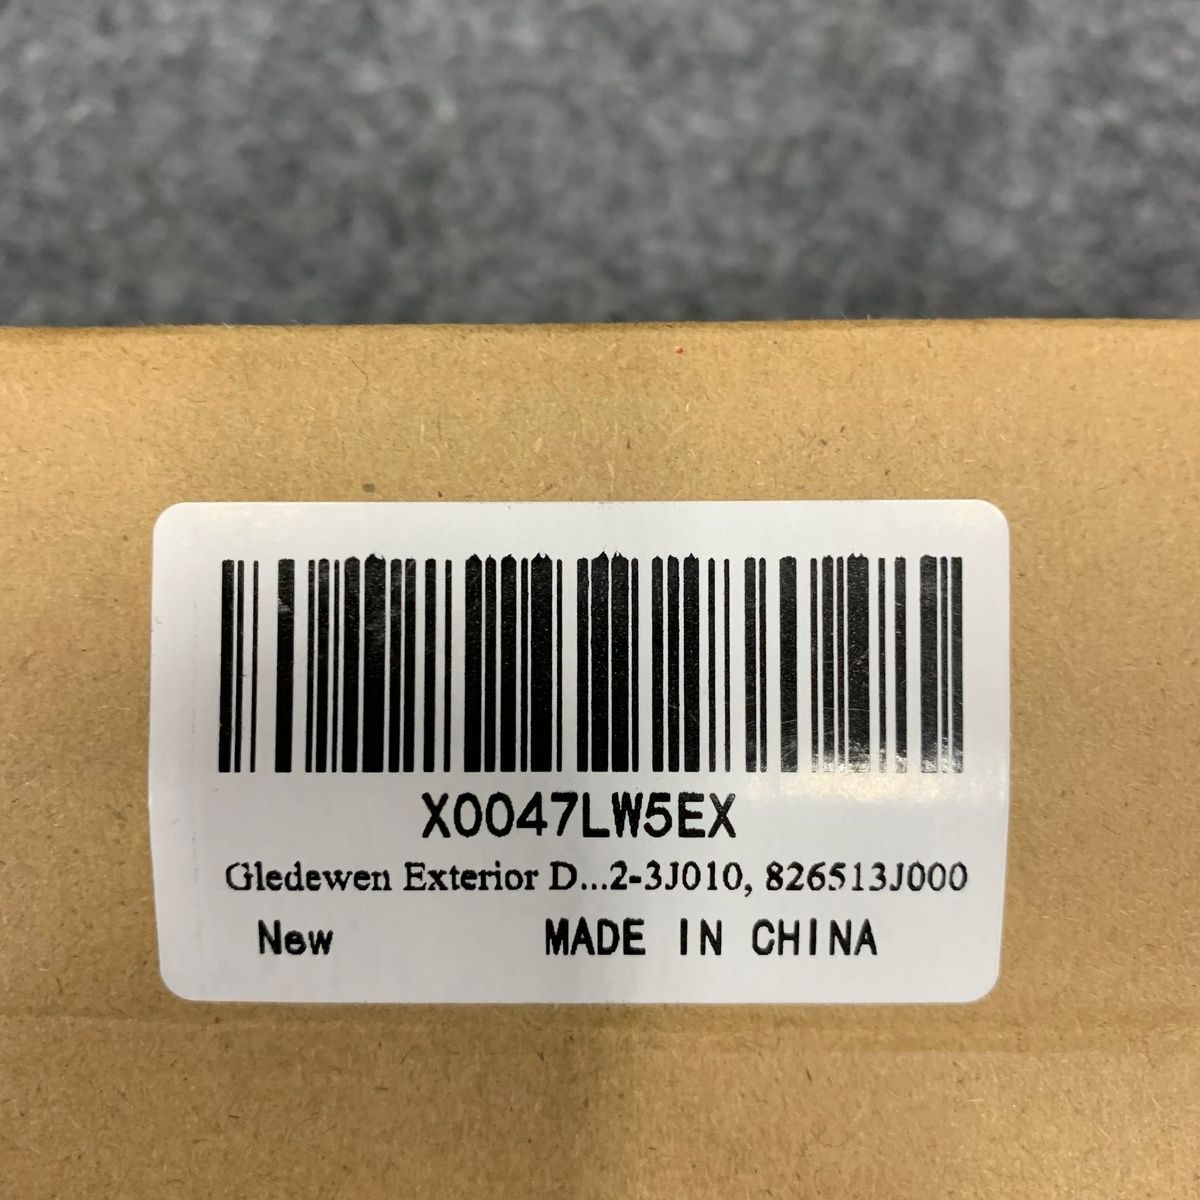 X0047LW5EX
Gledewen Exterior D...2-3J010, 826513J000
New MADE IN CHINA